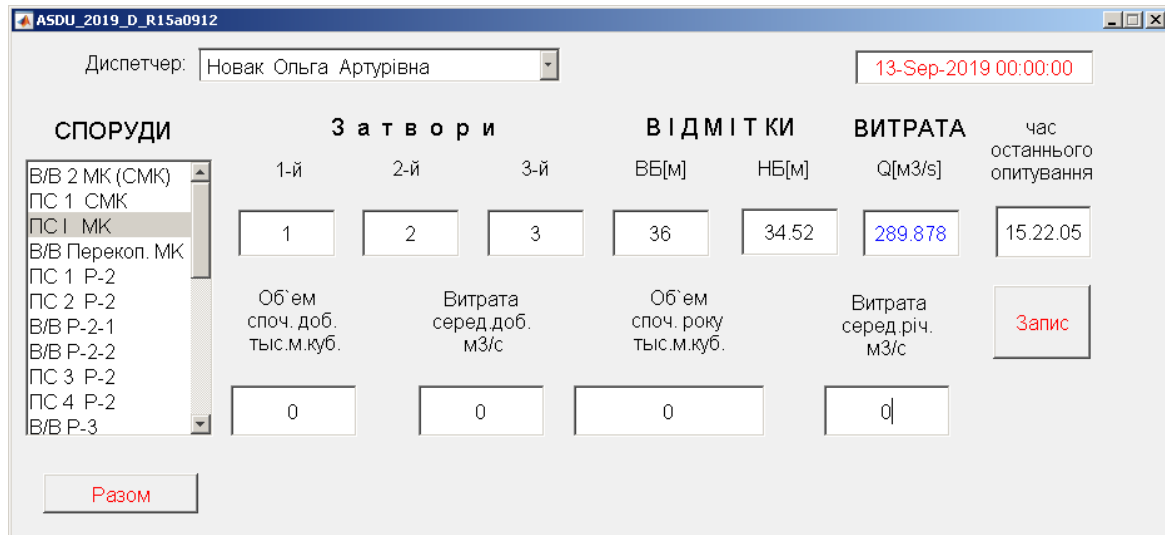 ASDU_2019_D_R15a0912
Диспетчер: Новак Ольга Артурівна
13-Sep-2019 00:00:00
СПОРУДИ
З а т в о р и
В І Д М І Т К И
ВИТРАТА
час
останнього
опитування
1-й 2-й 3-й ВБ[м] НБ[м] Q[м3/s]
В/В 2 МК (СМК)
ПС 1 СМК
ПС І МК
В/В Перекоп. МК
ПС 1 Р-2
ПС 2 Р-2
В/В Р-2-1
В/В Р-2-2
ПС 3 Р-2
ПС 4 Р-2
В/В Р-3
1 2 3 36 34.52 289.878 15.22.05
Об`ем
споч. доб.
тыс.м.куб.
Витрата
серед.доб.
м3/с
Об`ем
споч. року
тыс.м.куб.
Витрата
серед.річ.
м3/с
Запис
0 0 0 0
Разом